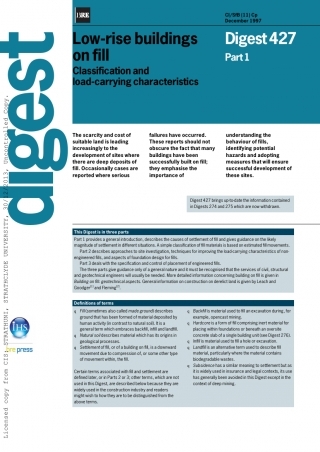 CI/SfB (11) Cp
December 1997
Low-rise buildings
on fill
Classification and
load-carrying characteristics
Digest 427
Part 1
digest
The scarcity and cost of
suitable land is leading
increasingly to the
development of sites where
there are deep deposits of
fill. Occasionally cases are
reported where serious
failures have occurred.
These reports should not
obscure the fact that many
buildings have been
successfully built on fill;
they emphasise the
importance of
understanding the
behaviour of fills,
identifying potential
hazards and adopting
measures that will ensure
successful development of
these sites.
Digest 427 brings up to date the information contained
in Digests 274 and 275 which are now withdrawn.
This Digest is in three parts
Part 1 provides a general introduction, describes the causes of settlement of fill and gives guidance on the likely
magnitude of settlement in different situations. A simple classification of fill materials is based on estimated fill movements.
Part 2 describes approaches to site investigation, techniques for improving the load-carrying characteristics of non-
engineered fills, and aspects of foundation design for fills.
Part 3 deals with the specification and control of placement of engineered fills.
The three parts give guidance only of a general nature and it must be recognised that the services of civil, structural
and geotechnical engineers will usually be needed. More detailed information concerning building on fill is given in
Building on fill: geotechnical aspects. General information on construction on derelict land is given by Leach and
Goodger and Fleming.
Definitions of terms
Fill (sometimes also called made ground) describes
ground that has been formed of material deposited by
human activity (in contrast to natural soil). It is a
general term which embraces backfill, infill and landfill.
Natural soil describes material which has its origin in
geological processes.
Settlement of fill, or of a building on fill, is a downward
movement due to compression of, or some other type
of movement within, the fill.
Certain terms associated with fill and settlement are
defined later, or in Parts 2 or 3; other terms, which are not
used in this Digest, are described below because they are
widely used in the construction industry and readers
might wish to know how they are to be distinguished from the
above terms.
Backfill is material used to fill an excavation during, for
example, opencast mining.
Hardcore is a form of fill comprising inert material for
placing within foundations or beneath an oversite
concrete slab of a single building unit (see Digest 276).
Infill is material used to fill a hole or excavation.
Landfill is an alternative term used to describe fill
material, particularly where the material contains
biodegradable wastes.
Subsidence has a similar meaning to settlement but as
it is widely used in insurance and legal contexts, its use
has generally been avoided in this Digest except in the
context of deep mining.
IHS
press
Licensed copy from CIS: STRATHUNI, STRATHCLYDE UNIVERSITY, 30/11/2013, Uncontrolled Copy.